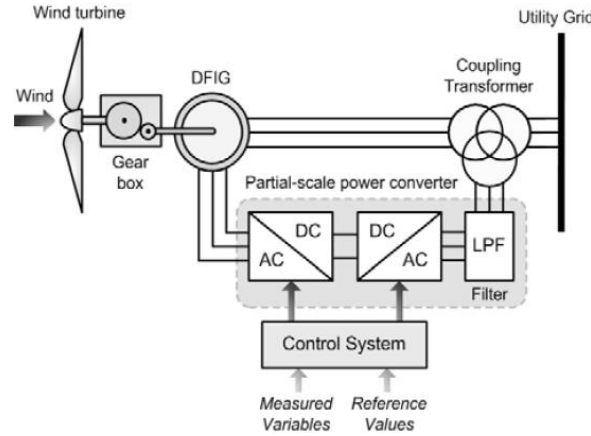 Wind turbine
Utility Grid
DFIG
Coupling
Transformer
Wind
Gear
box
Partial-scale power converter
DC
AC
DC
AC
LPF
Filter
Control System
Measured
Variables
Reference
Values